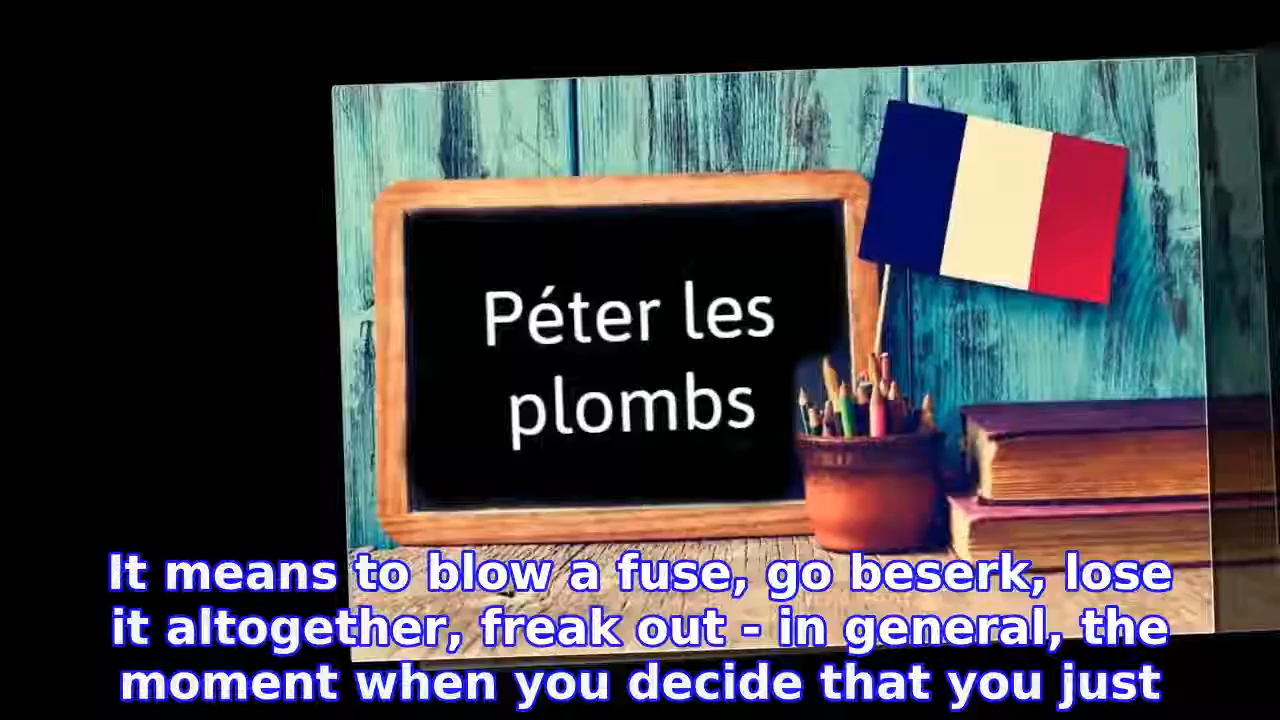 Péter les
plombs
It means to blow a fuse, go beserk, lose
it altogether, freak out - in general, the
moment when you decide that you just